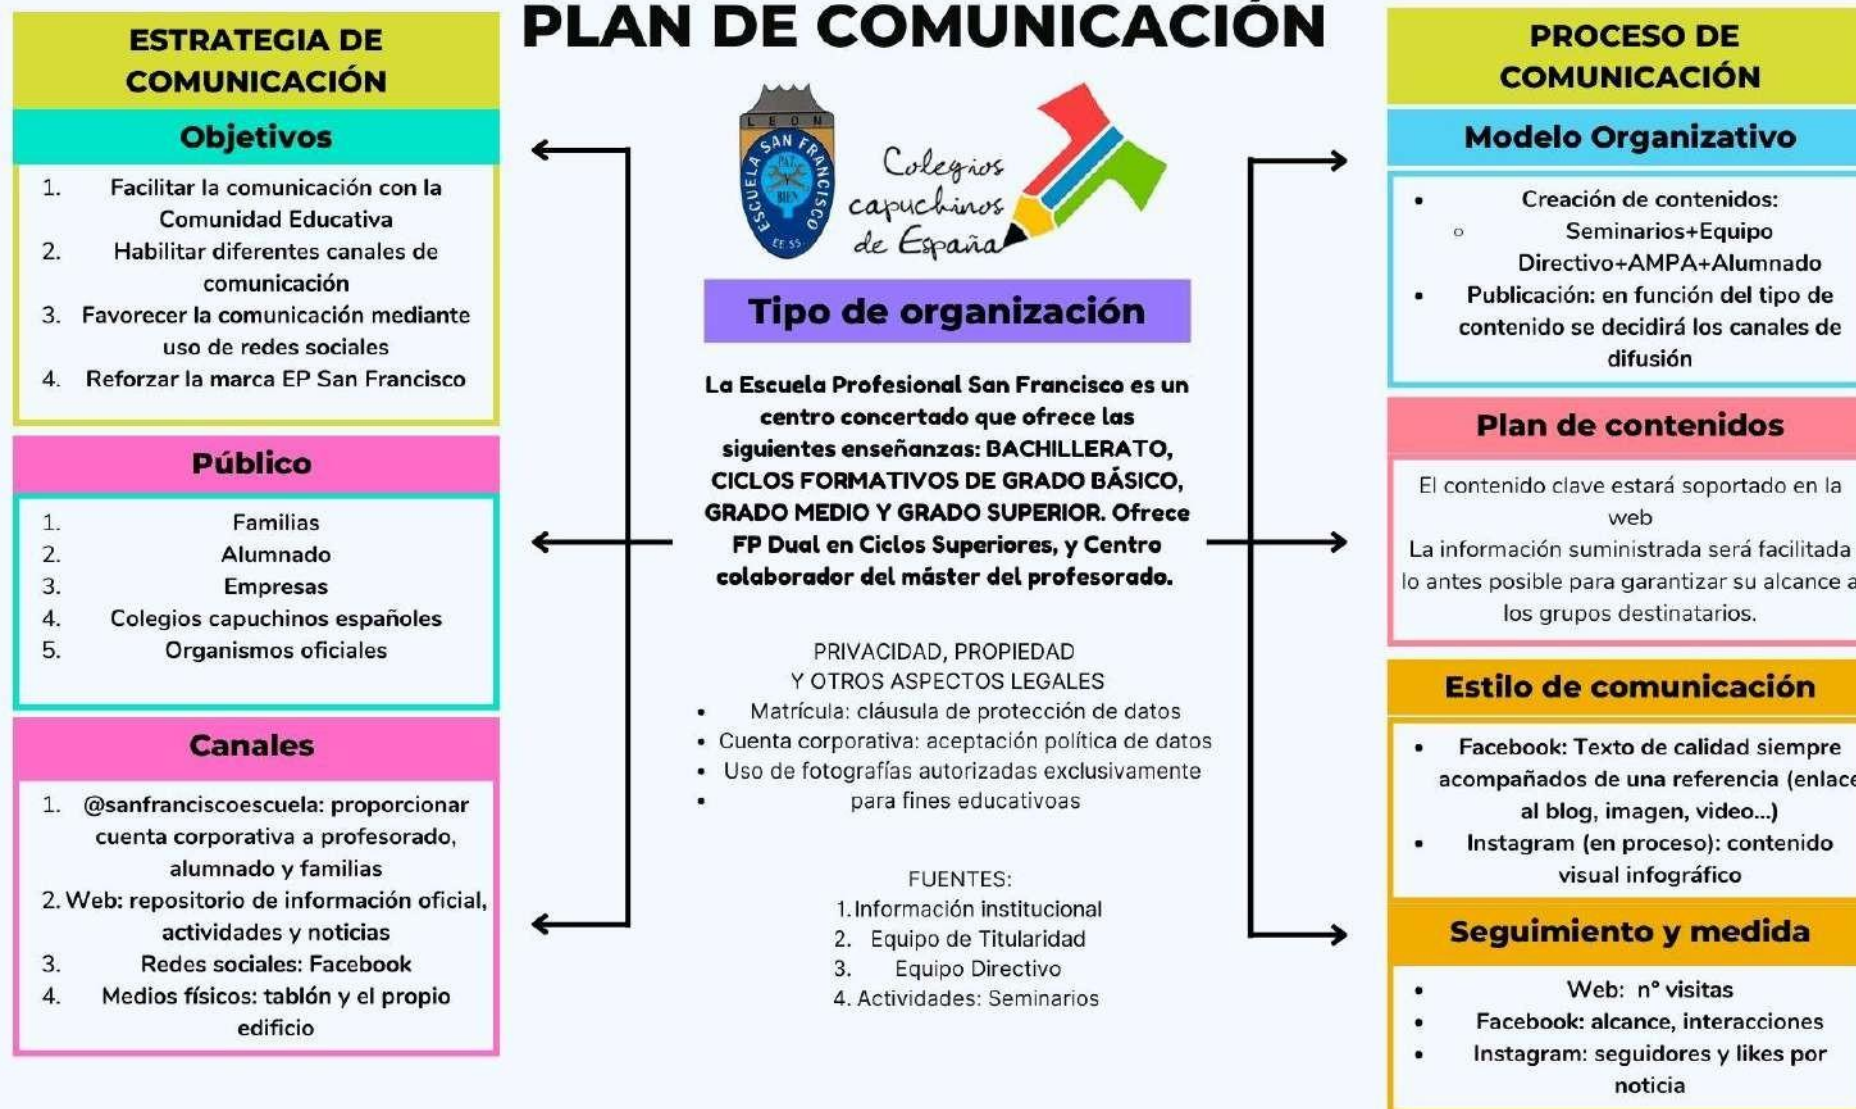 PLAN DE COMUNICACIÓN
ESTRATEGIA DE
COMUNICACIÓN
Objetivos
1. Facilitar la comunicación con la
Comunidad Educativa
2. Habilitar diferentes canales de
comunicación
3. Favorecer la comunicación mediante
uso de redes sociales
4. Reforzar la marca EP San Francisco
Público
1. Familias
2. Alumnado
3. Empresas
4. Colegios capuchinos españoles
5. Organismos oficiales
Canales
1. @sanfranciscoescuela: proporcionar
cuenta corporativa a profesorado,
alumnado y familias
2. Web: repositorio de información oficial,
actividades y noticias
3. Redes sociales: Facebook
4. Medios físicos: tablón y el propio
edificio
LEON
ESCUELA SAN FRANCISCO
PAZ
BIEN
EE.SS.
Colegios
capuchinos
de España
Tipo de organización
La Escuela Profesional San Francisco es un
centro concertado que ofrece las
siguientes enseñanzas: BACHILLERATO,
CICLOS FORMATIVOS DE GRADO BÁSICO,
GRADO MEDIO Y GRADO SUPERIOR. Ofrece
FP Dual en Ciclos Superiores, y Centro
colaborador del máster del profesorado.
PRIVACIDAD, PROPIEDAD
Y OTROS ASPECTOS LEGALES
• Matrícula: cláusula de protección de datos
• Cuenta corporativa: aceptación política de datos
• Uso de fotografías autorizadas exclusivamente
• para fines educativoas
FUENTES:
1. Información institucional
2. Equipo de Titularidad
3. Equipo Directivo
4. Actividades: Seminarios
PROCESO DE
COMUNICACIÓN
Modelo Organizativo
• Creación de contenidos:
○ Seminarios+Equipo
Directivo+AMPA+Alumnado
• Publicación: en función del tipo de
contenido se decidirá los canales de
difusión
Plan de contenidos
El contenido clave estará soportado en la
web
La información suministrada será facilitada
lo antes posible para garantizar su alcance a
los grupos destinatarios.
Estilo de comunicación
• Facebook: Texto de calidad siempre
acompañados de una referencia (enlace
al blog, imagen, video...)
• Instagram (en proceso): contenido
visual infográfico
Seguimiento y medida
• Web: nº visitas
• Facebook: alcance, interacciones
• Instagram: seguidores y likes por
noticia